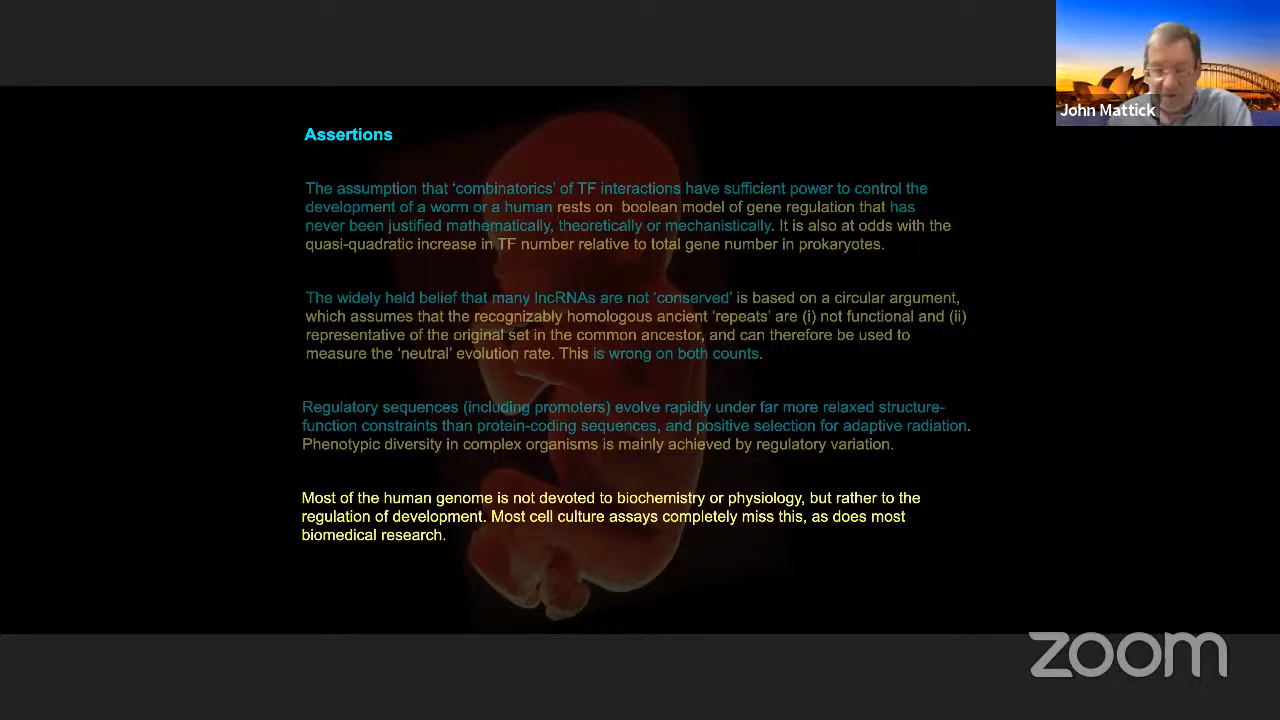 John Mattick
Assertions
The assumption that ‘combinatorics’ of TF interactions have sufficient power to control the
development of a worm or a human rests on  boolean model of gene regulation that has
never been justified mathematically, theoretically or mechanistically. It is also at odds with the
quasi-quadratic increase in TF number relative to total gene number in prokaryotes.
The widely held belief that many lncRNAs are not ‘conserved’ is based on a circular argument,
which assumes that the recognizably homologous ancient ‘repeats’ are (i) not functional and (ii)
representative of the original set in the common ancestor, and can therefore be used to
measure the ‘neutral’ evolution rate. This is wrong on both counts.
Regulatory sequences (including promoters) evolve rapidly under far more relaxed structure-
function constraints than protein-coding sequences, and positive selection for adaptive radiation.
Phenotypic diversity in complex organisms is mainly achieved by regulatory variation.
Most of the human genome is not devoted to biochemistry or physiology, but rather to the
regulation of development. Most cell culture assays completely miss this, as does most
biomedical research.
zoom